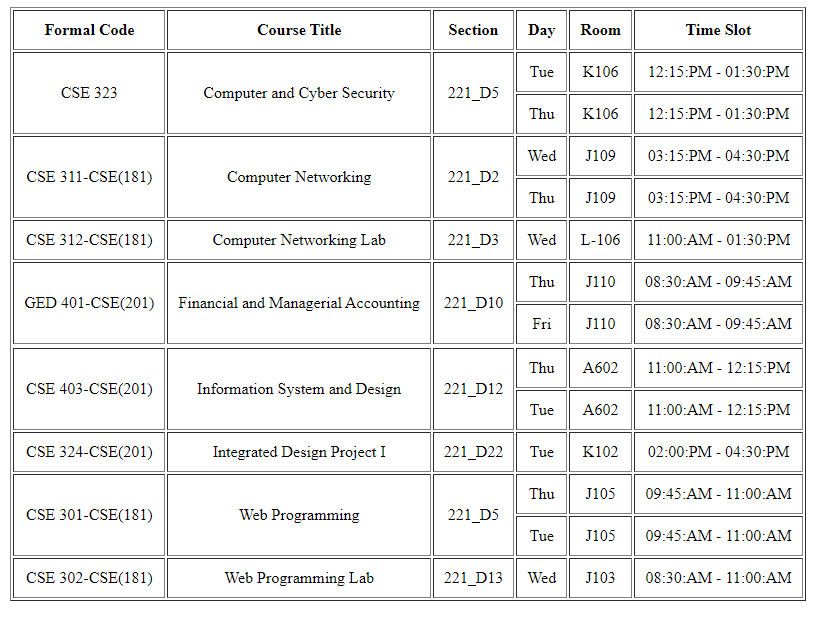 Formal Code Course Title Section Day Room Time Slot
CSE 323 Computer and Cyber Security 221_D5 Tue K106 12:15:PM - 01:30:PM
Thu K106 12:15:PM - 01:30:PM
CSE 311-CSE(181) Computer Networking 221_D2 Wed J109 03:15:PM - 04:30:PM
Thu J109 03:15:PM - 04:30:PM
CSE 312-CSE(181) Computer Networking Lab 221_D3 Wed L-106 11:00:AM - 01:30:PM
GED 401-CSE(201) Financial and Managerial Accounting 221_D10 Thu J110 08:30:AM - 09:45:AM
Fri J110 08:30:AM - 09:45:AM
CSE 403-CSE(201) Information System and Design 221_D12 Thu A602 11:00:AM - 12:15:PM
Tue A602 11:00:AM - 12:15:PM
CSE 324-CSE(201) Integrated Design Project I 221_D22 Tue K102 02:00:PM - 04:30:PM
CSE 301-CSE(181) Web Programming 221_D5 Thu J105 09:45:AM - 11:00:AM
Tue J105 09:45:AM - 11:00:AM
CSE 302-CSE(181) Web Programming Lab 221_D13 Wed J103 08:30:AM - 11:00:AM